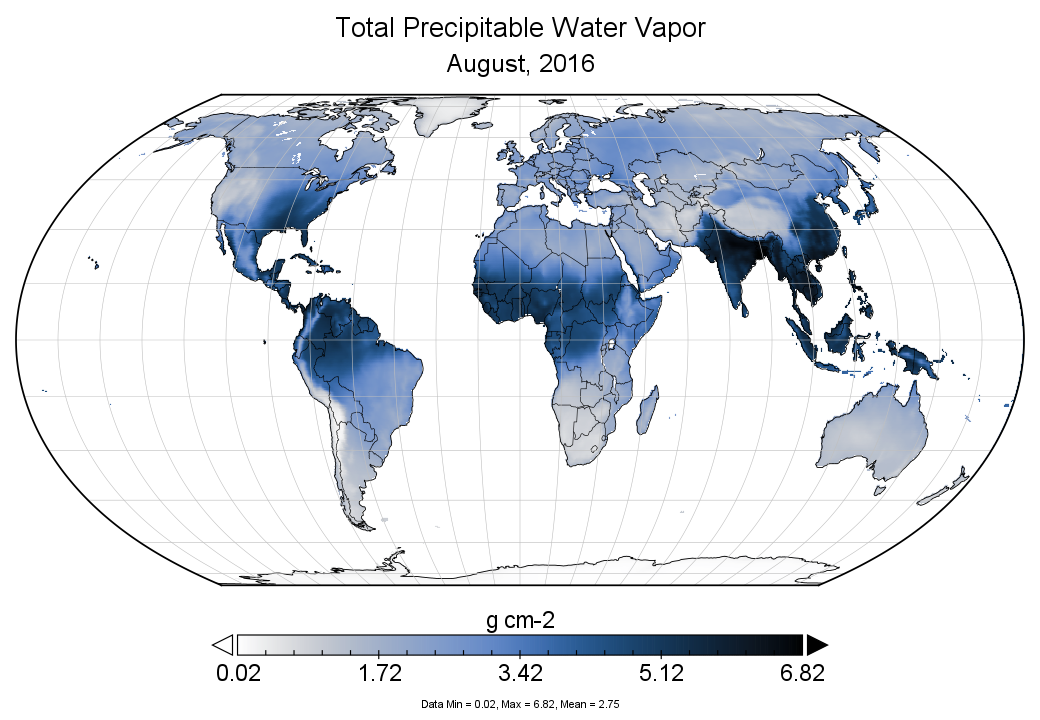 Total Precipitable Water Vapor
August, 2016
g cm-2
0.02 1.72 3.42 5.12 6.82
Data Min = 0.02, Max = 6.82, Mean = 2.75